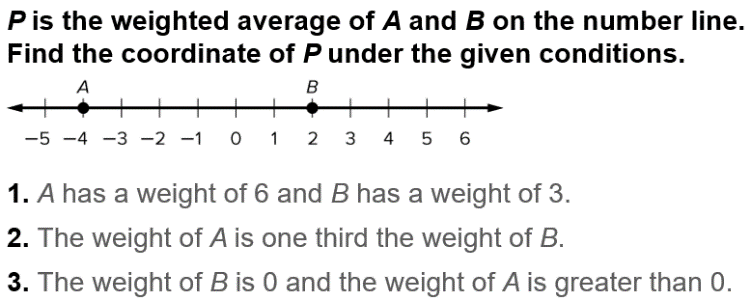 P is the weighted average of A and B on the number line.
Find the coordinate of P under the given conditions.
A B
−5 −4 −3 −2 −1 0 1 2 3 4 5 6
1. A has a weight of 6 and B has a weight of 3.
2. The weight of A is one third the weight of B.
3. The weight of B is 0 and the weight of A is greater than 0.